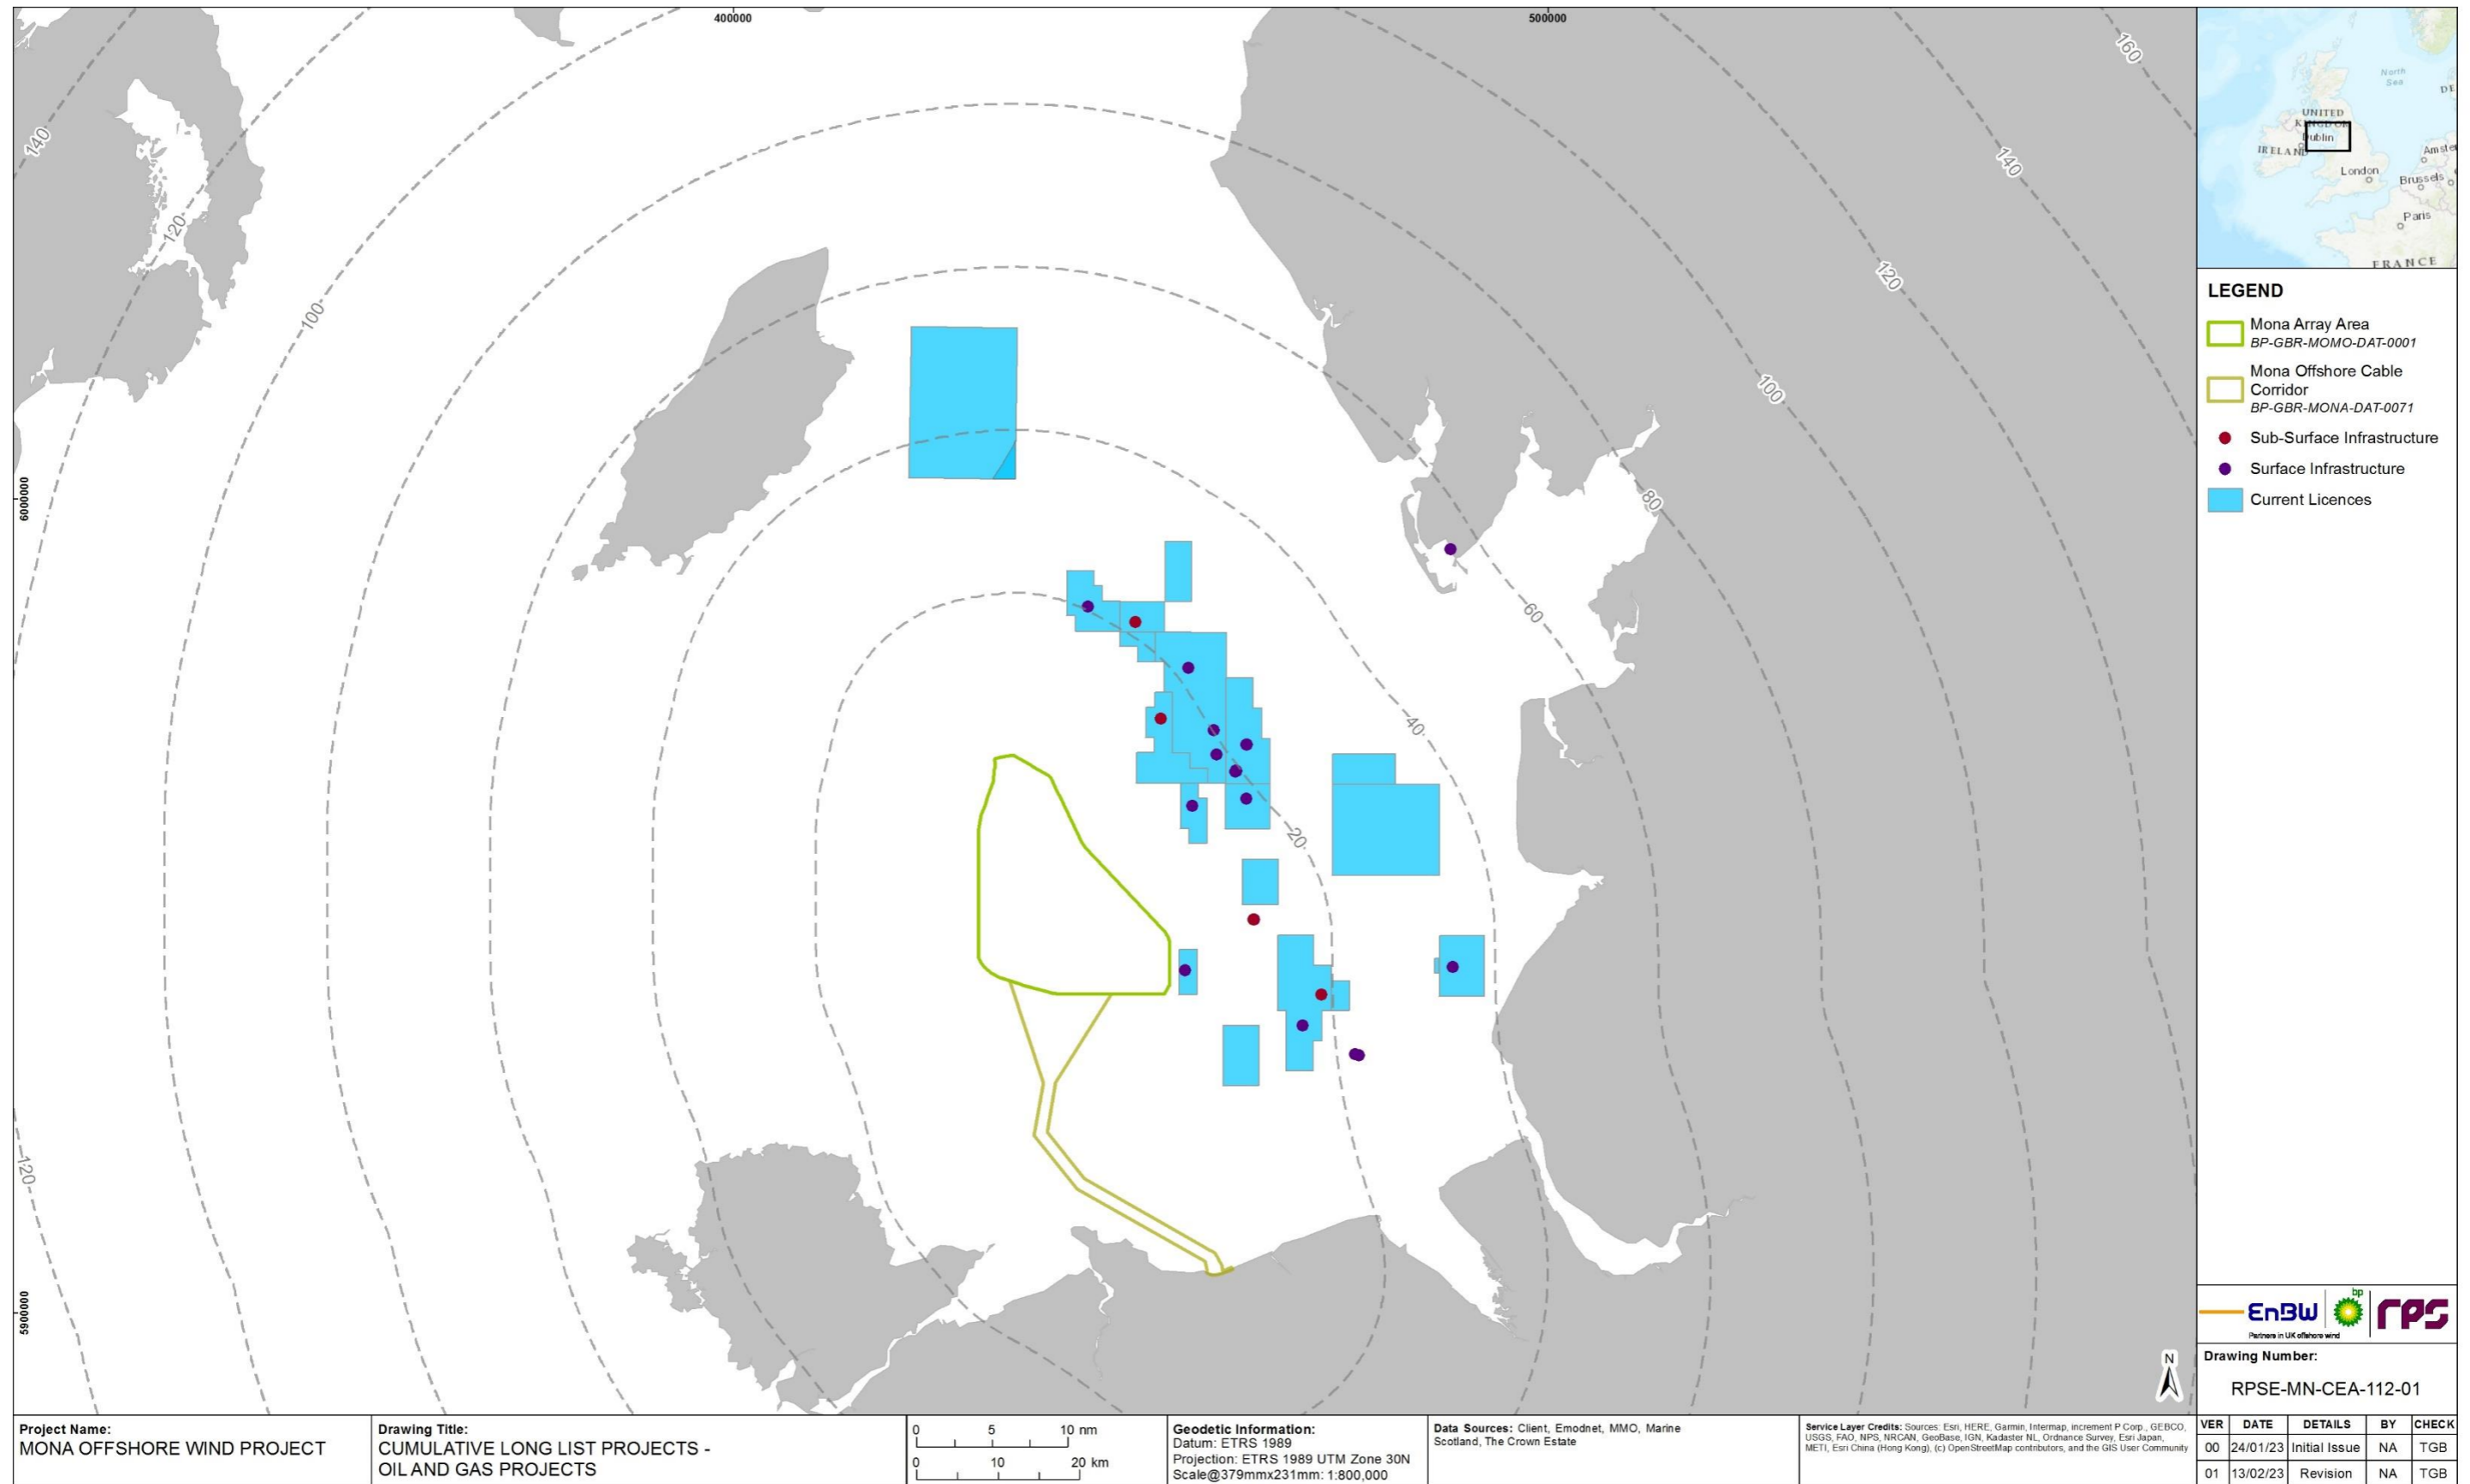 400000
500000
600000
5900000
140
120
100
160
140
120
100
80
60
40
20
120
North
Sea
DE
UNITED
KINGDOM
Dublin
IRELAND
London
Brussels
Paris
FRANCE
LEGEND
Mona Array Area
BP-GBR-MOMO-DAT-0001
Mona Offshore Cable
Corridor
BP-GBR-MONA-DAT-0071
Sub-Surface Infrastructure
Surface Infrastructure
Current Licences
EnBW
bp
rps
Partners in UK offshore wind
N
Drawing Number:
RPSE-MN-CEA-112-01
Project Name:
MONA OFFSHORE WIND PROJECT
Drawing Title:
CUMULATIVE LONG LIST PROJECTS -
OIL AND GAS PROJECTS
0 5 10 nm
0 10 20 km
Geodetic Information:
Datum: ETRS 1989
Projection: ETRS 1989 UTM Zone 30N
Scale@379mmx231mm: 1:800,000
Data Sources: Client, Emodnet, MMO, Marine
Scotland, The Crown Estate
Service Layer Credits: Sources: Esri, HERE, Garmin, Intermap, increment P Corp., GEBCO,
USGS, FAO, NPS, NRCAN, GeoBase, IGN, Kadaster NL, Ordnance Survey, Esri Japan,
METI, Esri China (Hong Kong), (c) OpenStreetMap contributors, and the GIS User Community
VER DATE DETAILS BY CHECK
00 24/01/23 Initial Issue NA TGB
01 13/02/23 Revision NA TGB